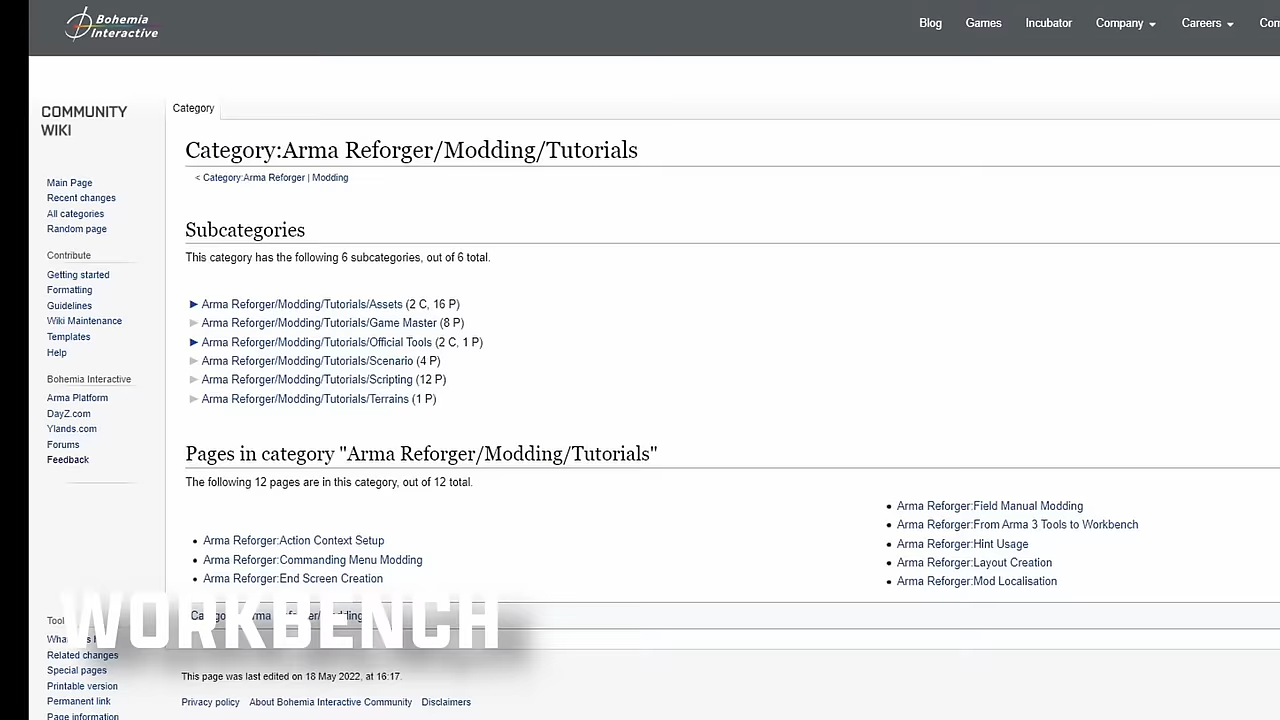 Bohemia
Interactive
Blog
Games
Incubator
Company
Careers
COMMUNITY
WIKI
Main Page
Recent changes
All categories
Random page
Contribute
Getting started
Formatting
Guidelines
Wiki Maintenance
Templates
Help
Bohemia Interactive
Arma Platform
DayZ.com
Ylands.com
Forums
Feedback
Category
Category:Arma Reforger/Modding/Tutorials
< Category:Arma Reforger | Modding
Subcategories
This category has the following 6 subcategories, out of 6 total.
► Arma Reforger/Modding/Tutorials/Assets (2 C, 16 P)
► Arma Reforger/Modding/Tutorials/Game Master (8 P)
► Arma Reforger/Modding/Tutorials/Official Tools (2 C, 1 P)
► Arma Reforger/Modding/Tutorials/Scenario (4 P)
► Arma Reforger/Modding/Tutorials/Scripting (12 P)
► Arma Reforger/Modding/Tutorials/Terrains (1 P)
Pages in category "Arma Reforger/Modding/Tutorials"
The following 12 pages are in this category, out of 12 total.
• Arma Reforger:Action Context Setup
• Arma Reforger:Commanding Menu Modding
• Arma Reforger:End Screen Creation
• Arma Reforger:Field Manual Modding
• Arma Reforger:From Arma 3 Tools to Workbench
• Arma Reforger:Hint Usage
• Arma Reforger:Layout Creation
• Arma Reforger:Mod Localisation
WORKBENCH
Related changes
Special pages
Printable version
Permanent link
Page information
This page was last edited on 18 May 2022, at 16:17.
Privacy policy
About Bohemia Interactive Community
Disclaimers